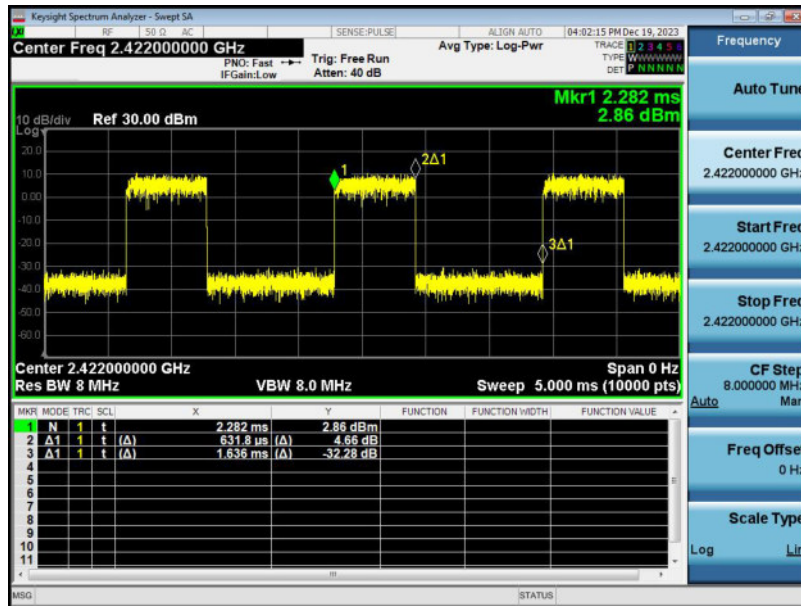 Keysight Spectrum Analyzer - Swept SA
RF 50 Ω AC SENSE:PULSE ALIGN AUTO 04:02:15 PM Dec 19, 2023
Center Freq 2.422000000 GHz
PNO: Fast
IFGain:Low
Trig: Free Run
Atten: 40 dB
Avg Type: Log-Pwr
TRACE 1 2 3 4 5 6
TYPE W
DET P N N N N N
Mkr1 2.282 ms
2.86 dBm
10 dB/div Ref 30.00 dBm
Log
20.0
10.0
0.00
-10.0
-20.0
-30.0
-40.0
-50.0
-60.0
1
2Δ1
3Δ1
Center 2.422000000 GHz Span 0 Hz
Res BW 8 MHz VBW 8.0 MHz Sweep 5.000 ms (10000 pts)
MKR MODE TRC SCL X Y FUNCTION FUNCTION WIDTH FUNCTION VALUE
1 N 1 t 2.282 ms 2.86 dBm
2 Δ1 1 t (Δ) 631.8 µs (Δ) 4.66 dB
3 Δ1 1 t (Δ) 1.636 ms (Δ) -32.28 dB
4
5
6
7
8
9
10
11
MSG STATUS
Frequency
Auto Tune
Center Freq
2.422000000 GHz
Start Freq
2.422000000 GHz
Stop Freq
2.422000000 GHz
CF Step
8.000000 MHz
Auto Man
Freq Offset
0 Hz
Scale Type
Log Lin